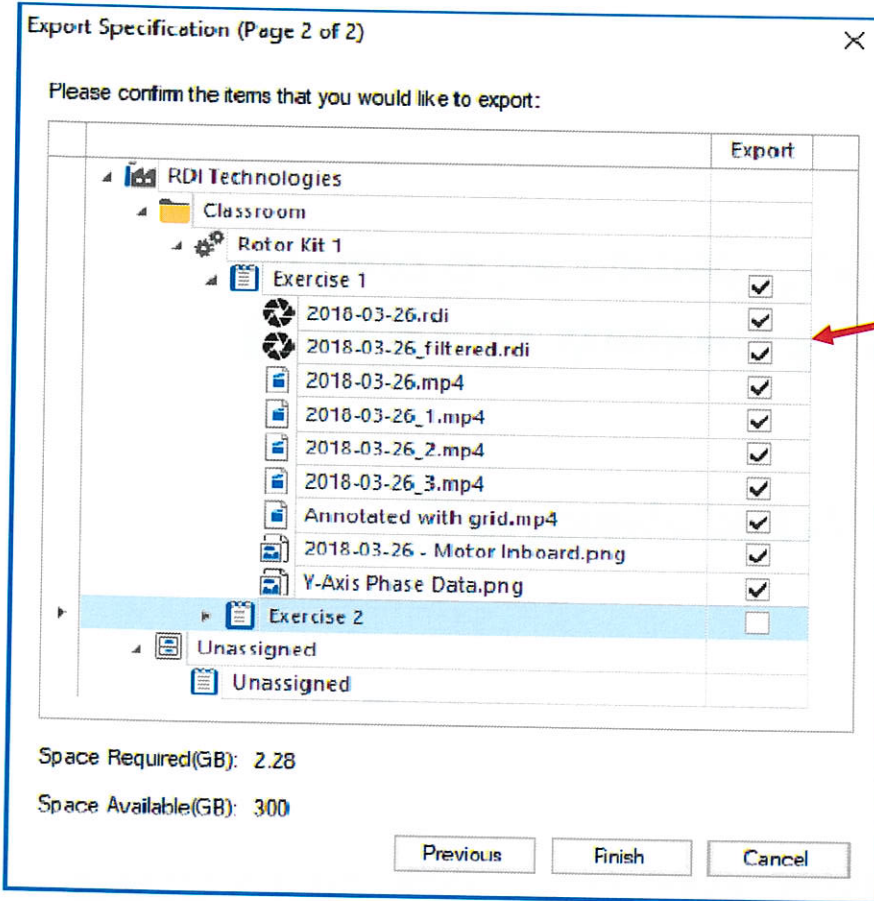 Export Specification (Page 2 of 2)
Please confirm the items that you would like to export:
Export
RDI Technologies
Classroom
Rotor Kit 1
Exercise 1
2018-03-26.rdi
2018-03-26_filtered.rdi
2018-03-26.mp4
2018-03-26_1.mp4
2018-03-26_2.mp4
2018-03-26_3.mp4
Annotated with grid.mp4
2018-03-26 - Motor Inboard.png
Y-Axis Phase Data.png
Exercise 2
Unassigned
Unassigned
Space Required(GB): 2.28
Space Available(GB): 300
Previous Finish Cancel